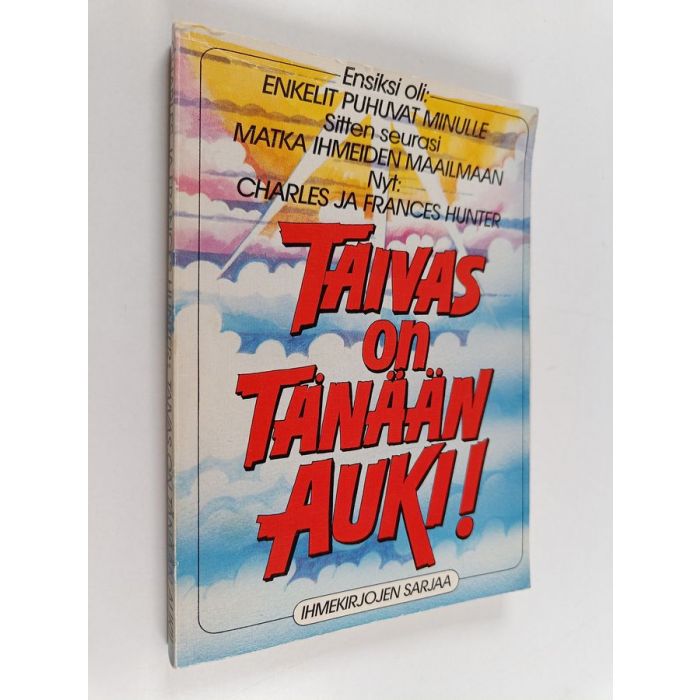 Ensiksi oli:
ENKELIT PUHUVAT MINULLE
Sitten seurasi
MATKA IHMEIDEN MAAILMAAN
Nyt:
CHARLES JA FRANCES HUNTER
TAIVAS
on
TÄNÄÄN
AUKI!
IHMEKIRJOJEN SARJAA